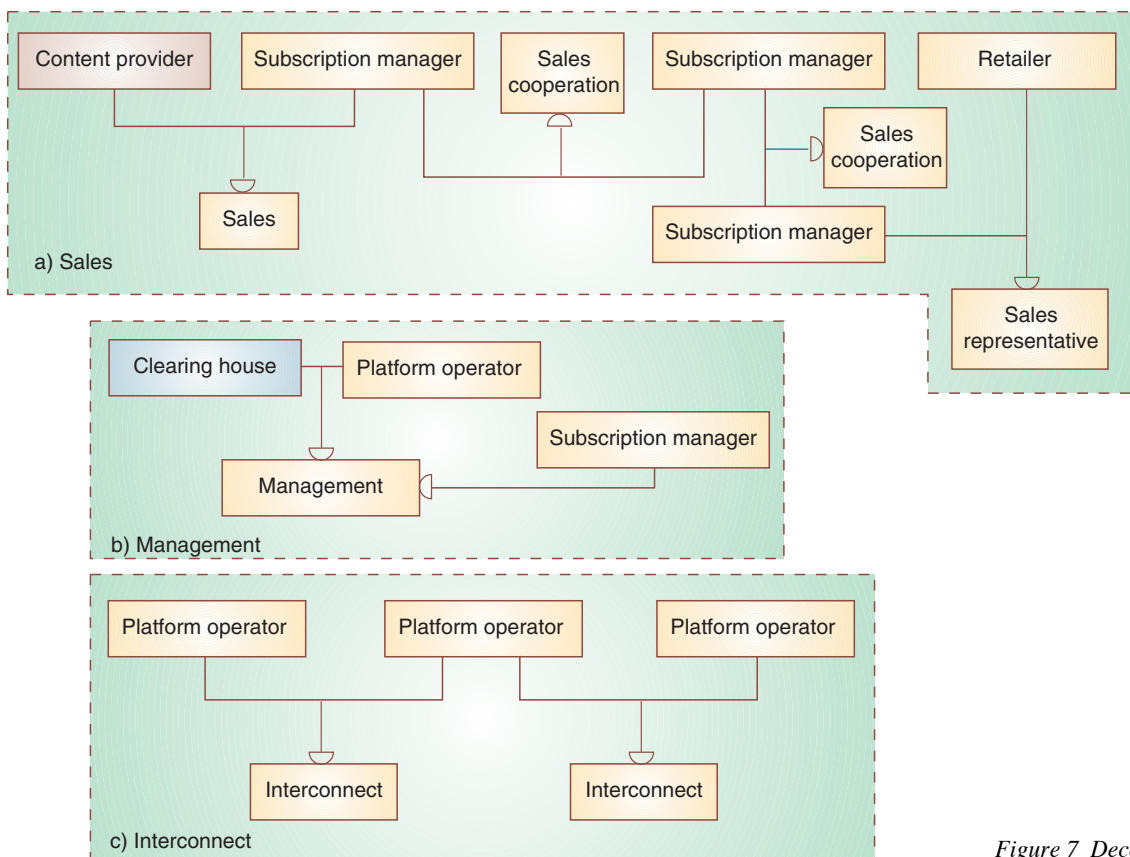 Content provider
Subscription manager
Sales
cooperation
Subscription manager
Retailer
Sales
cooperation
Sales
Subscription manager
a) Sales
Sales
representative
Clearing house
Platform operator
Subscription manager
Management
b) Management
Platform operator
Platform operator
Platform operator
Interconnect
Interconnect
c) Interconnect
Figure 7